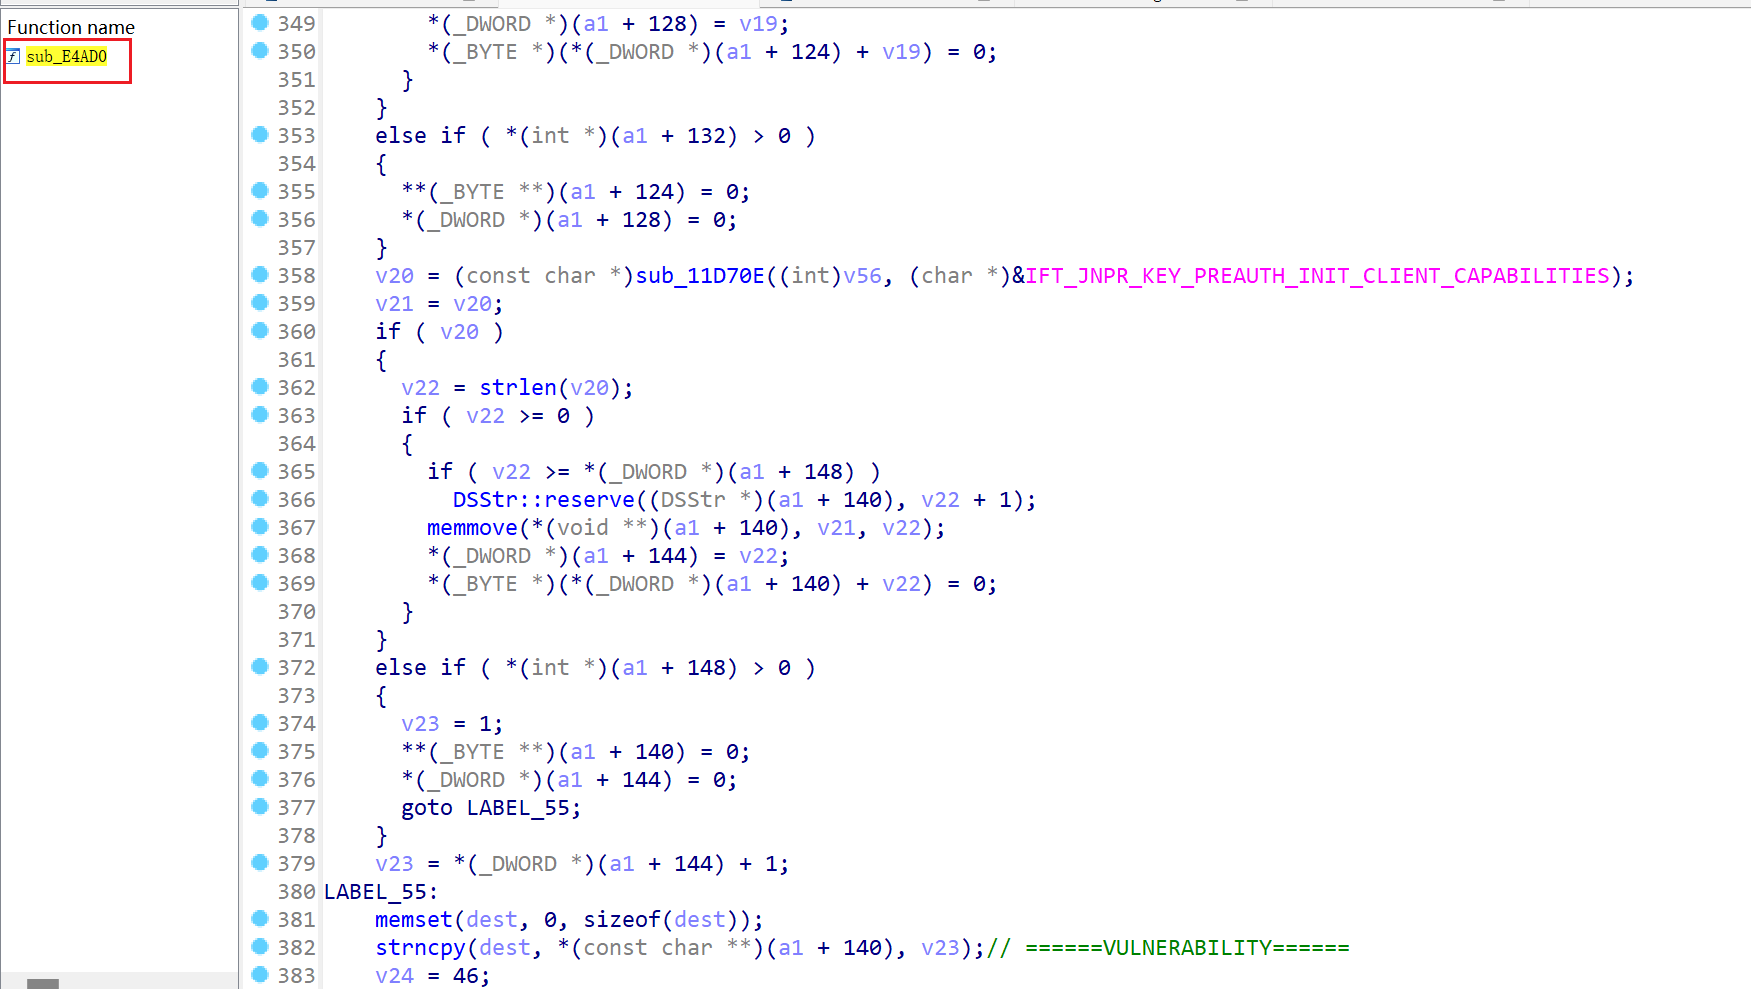 Function name
sub_E4AD0
349 *(_DWORD *)(a1 + 128) = v19;
350 *(_BYTE *)(*(_DWORD *)(a1 + 124) + v19) = 0;
351 }
352 }
353 else if ( *(int *)(a1 + 132) > 0 )
354 {
355 **(_BYTE **)(a1 + 124) = 0;
356 *(_DWORD *)(a1 + 128) = 0;
357 }
358 v20 = (const char *)sub_11D70E((int)v56, (char *)&IFT_JNPR_KEY_PREAUTH_INIT_CLIENT_CAPABILITIES);
359 v21 = v20;
360 if ( v20 )
361 {
362 v22 = strlen(v20);
363 if ( v22 >= 0 )
364 {
365 if ( v22 >= *(_DWORD *)(a1 + 148) )
366 DSStr::reserve((DSStr *)(a1 + 140), v22 + 1);
367 memmove(*(void **)(a1 + 140), v21, v22);
368 *(_DWORD *)(a1 + 144) = v22;
369 *(_BYTE *)(*(_DWORD *)(a1 + 140) + v22) = 0;
370 }
371 }
372 else if ( *(int *)(a1 + 148) > 0 )
373 {
374 v23 = 1;
375 **(_BYTE **)(a1 + 140) = 0;
376 *(_DWORD *)(a1 + 144) = 0;
377 goto LABEL_55;
378 }
379 v23 = *(_DWORD *)(a1 + 144) + 1;
380 LABEL_55:
381 memset(dest, 0, sizeof(dest));
382 strncpy(dest, *(const char **)(a1 + 140), v23);// ======VULNERABILITY======
383 v24 = 46;